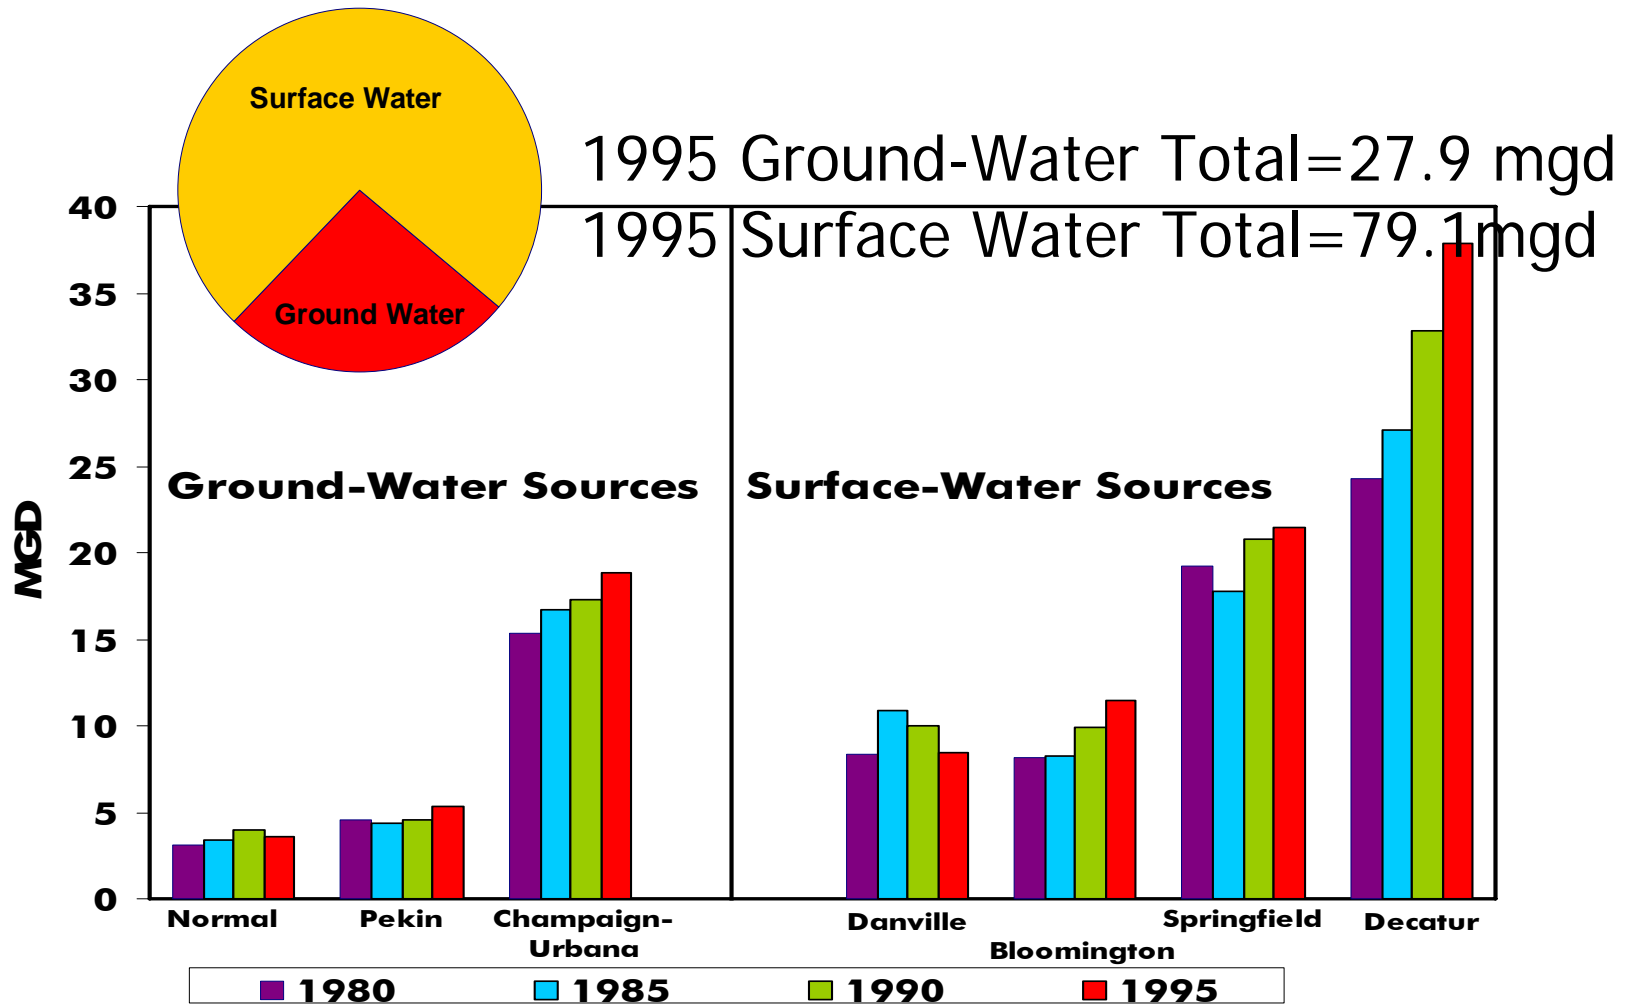 Surface Water
Ground Water
1995 Ground-Water Total=27.9 mgd
1995 Surface Water Total=79.1mgd
40
35
30
25
20
15
10
5
0
MGD
Ground-Water Sources
Surface-Water Sources
Normal
Pekin
Champaign-
Urbana
Danville
Bloomington
Springfield
Decatur
1980
1985
1990
1995